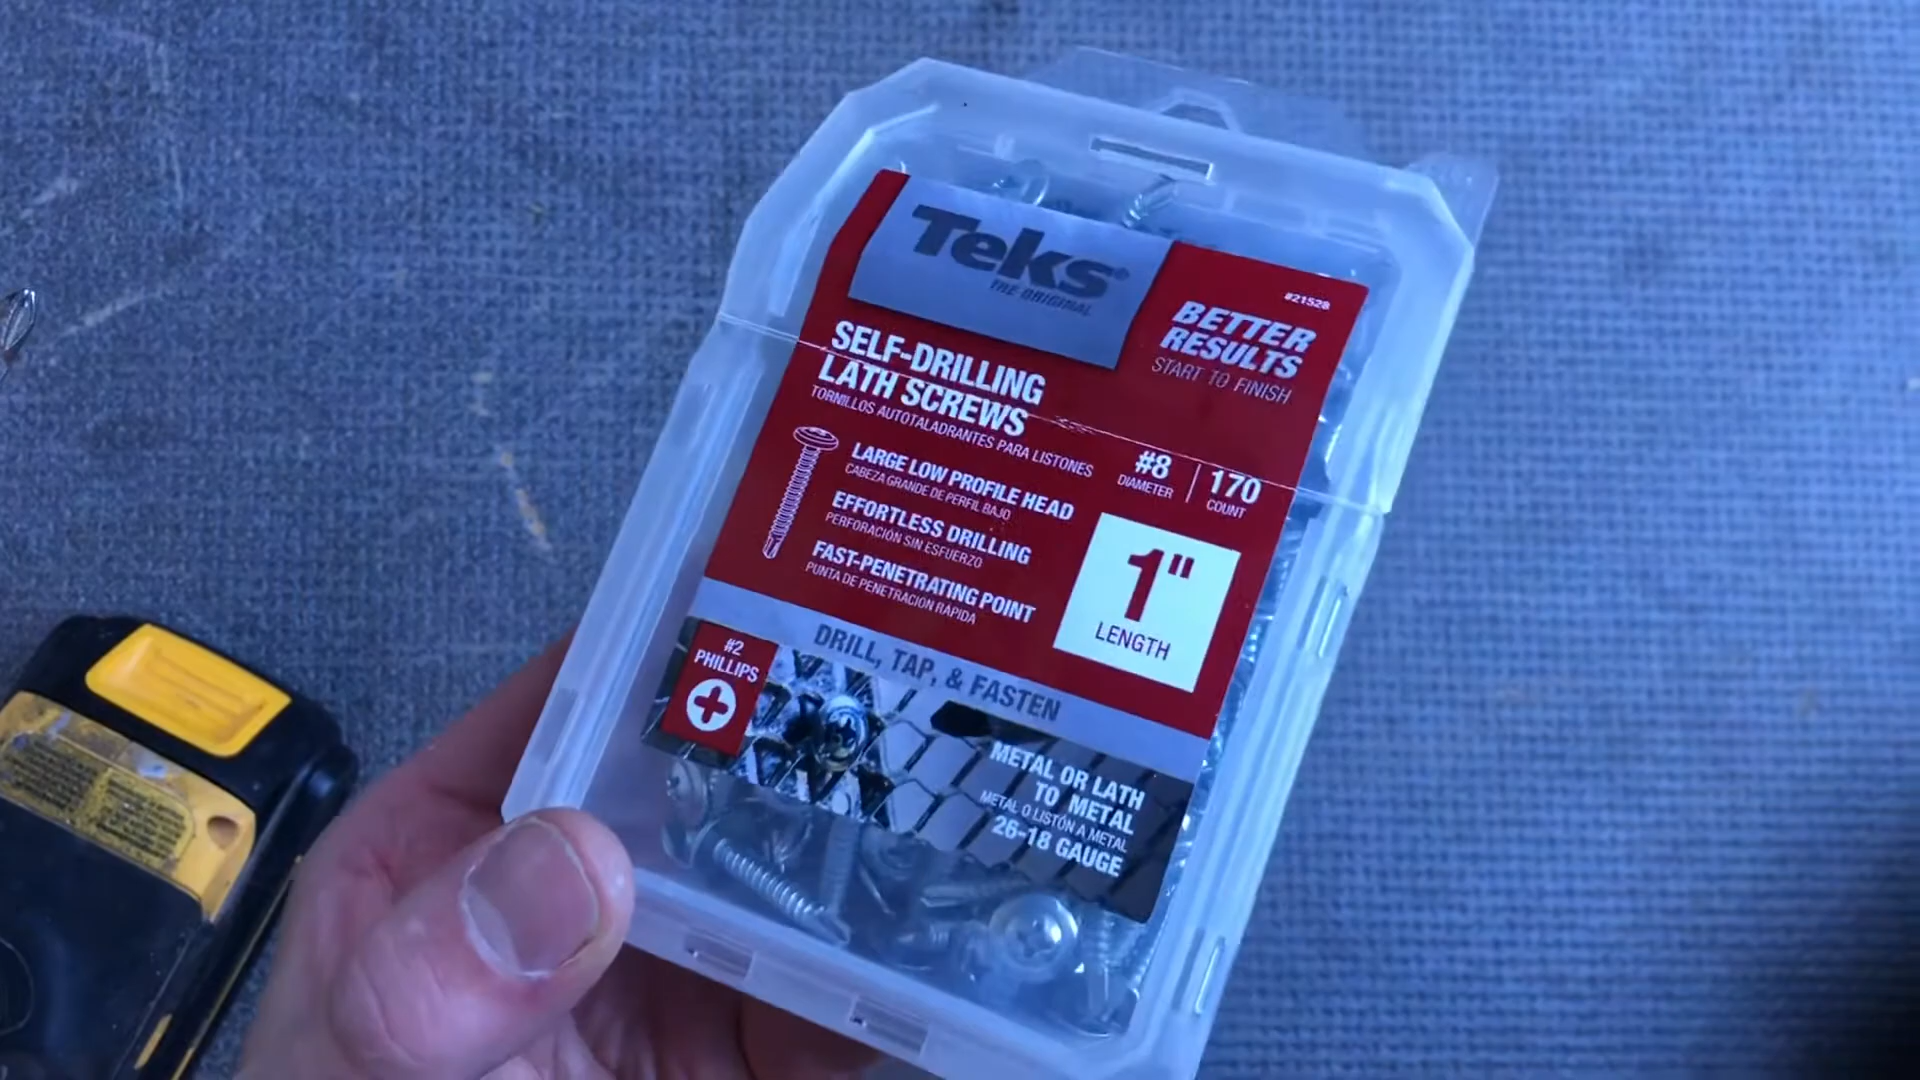 Teks®
THE ORIGINAL
#21528
BETTER
RESULTS
START TO FINISH
SELF-DRILLING
LATH SCREWS
TORNILLOS AUTOTALADRANTES PARA LISTONES
#8
DIAMETER
170
COUNT
LARGE LOW PROFILE HEAD
CABEZA GRANDE DE PERFIL BAJO
EFFORTLESS DRILLING
PERFORACIÓN SIN ESFUERZO
FAST-PENETRATING POINT
PUNTA DE PENETRACIÓN RÁPIDA
1"
LENGTH
DRILL, TAP, & FASTEN
#2
PHILLIPS
METAL OR LATH
TO METAL
METAL O LISTÓN A METAL
26-18 GAUGE